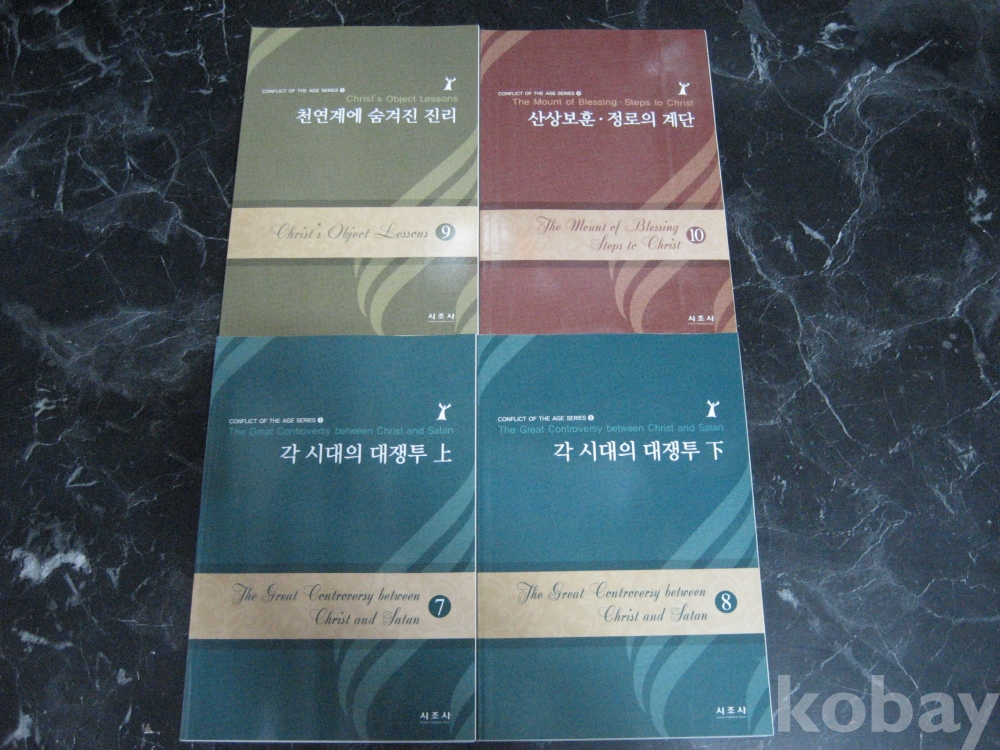 CONFLICT OF THE AGE SERIES
Christ's Object Lessons
천연계에 숨겨진 진리
Christ's Object Lessons 9
시조사
CONFLICT OF THE AGE SERIES
The Mount of Blessing · Steps to Christ
산상보훈 · 정로의 계단
The Mount of Blessing
Steps to Christ 10
시조사
CONFLICT OF THE AGE SERIES
The Great Controversy between Christ and Satan
각 시대의 대쟁투 上
The Great Controversy between
Christ and Satan 7
시조사
CONFLICT OF THE AGE SERIES
The Great Controversy between Christ and Satan
각 시대의 대쟁투 下
The Great Controversy between
Christ and Satan 8
시조사
kobay